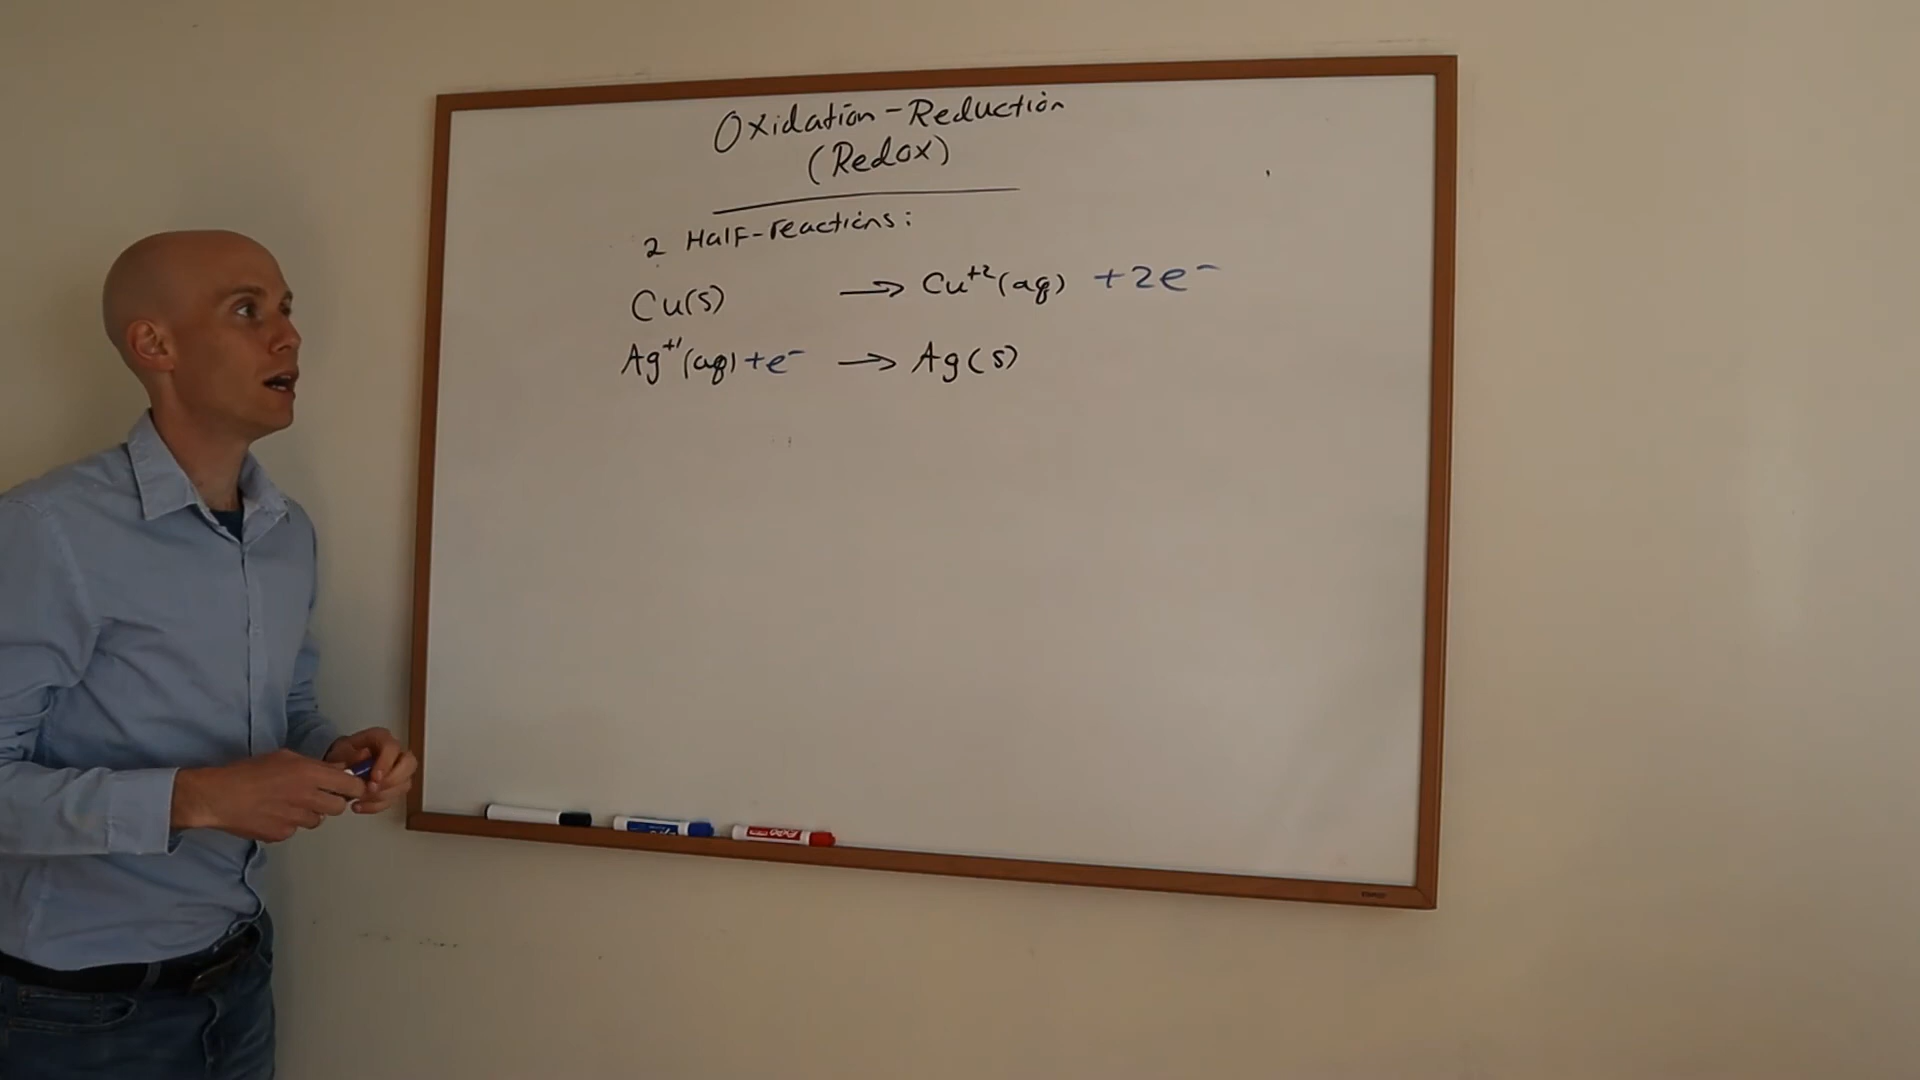 Oxidation-Reduction
(Redox)
2 Half-reactions:
Cu(s) → Cu⁺²(aq) +2e⁻
Ag⁺¹(aq)+e⁻ → Ag(s)